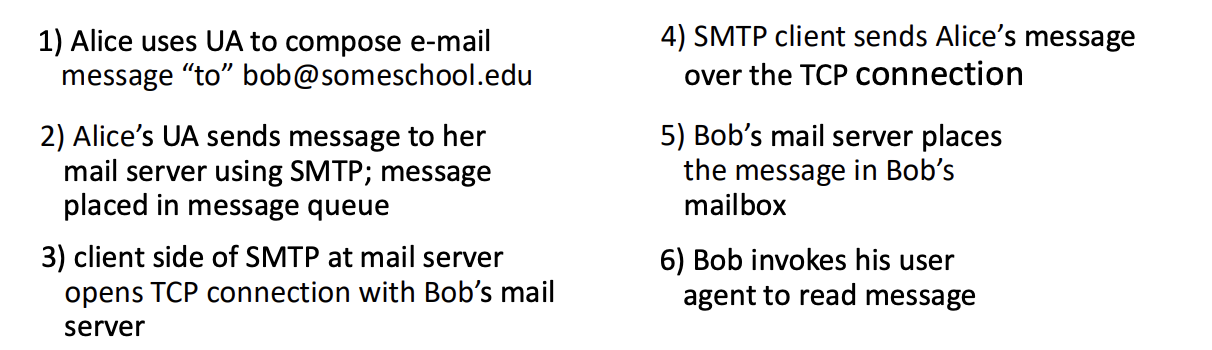 1) Alice uses UA to compose e-mail
message “to” bob@someschool.edu
2) Alice’s UA sends message to her
mail server using SMTP; message
placed in message queue
3) client side of SMTP at mail server
opens TCP connection with Bob’s mail
server
4) SMTP client sends Alice’s message
over the TCP connection
5) Bob’s mail server places
the message in Bob’s
mailbox
6) Bob invokes his user
agent to read message